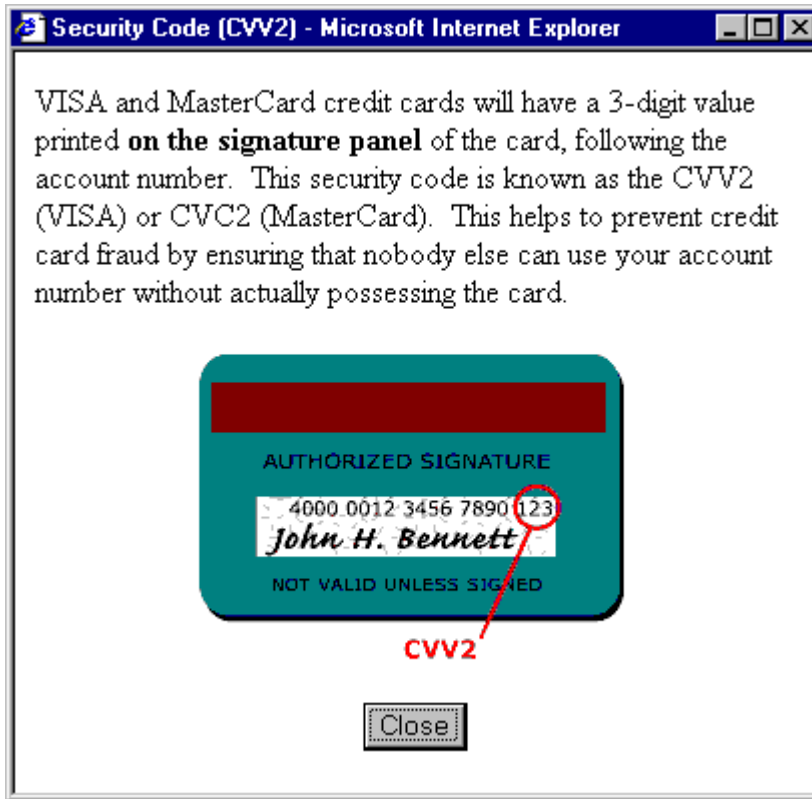 Security Code (CVV2) - Microsoft Internet Explorer
VISA and MasterCard credit cards will have a 3-digit value
printed on the signature panel of the card, following the
account number.  This security code is known as the CVV2
(VISA) or CVC2 (MasterCard).  This helps to prevent credit
card fraud by ensuring that nobody else can use your account
number without actually possessing the card.
AUTHORIZED SIGNATURE
4000 0012 3456 7890 123
John H. Bennett
NOT VALID UNLESS SIGNED
CVV2
Close